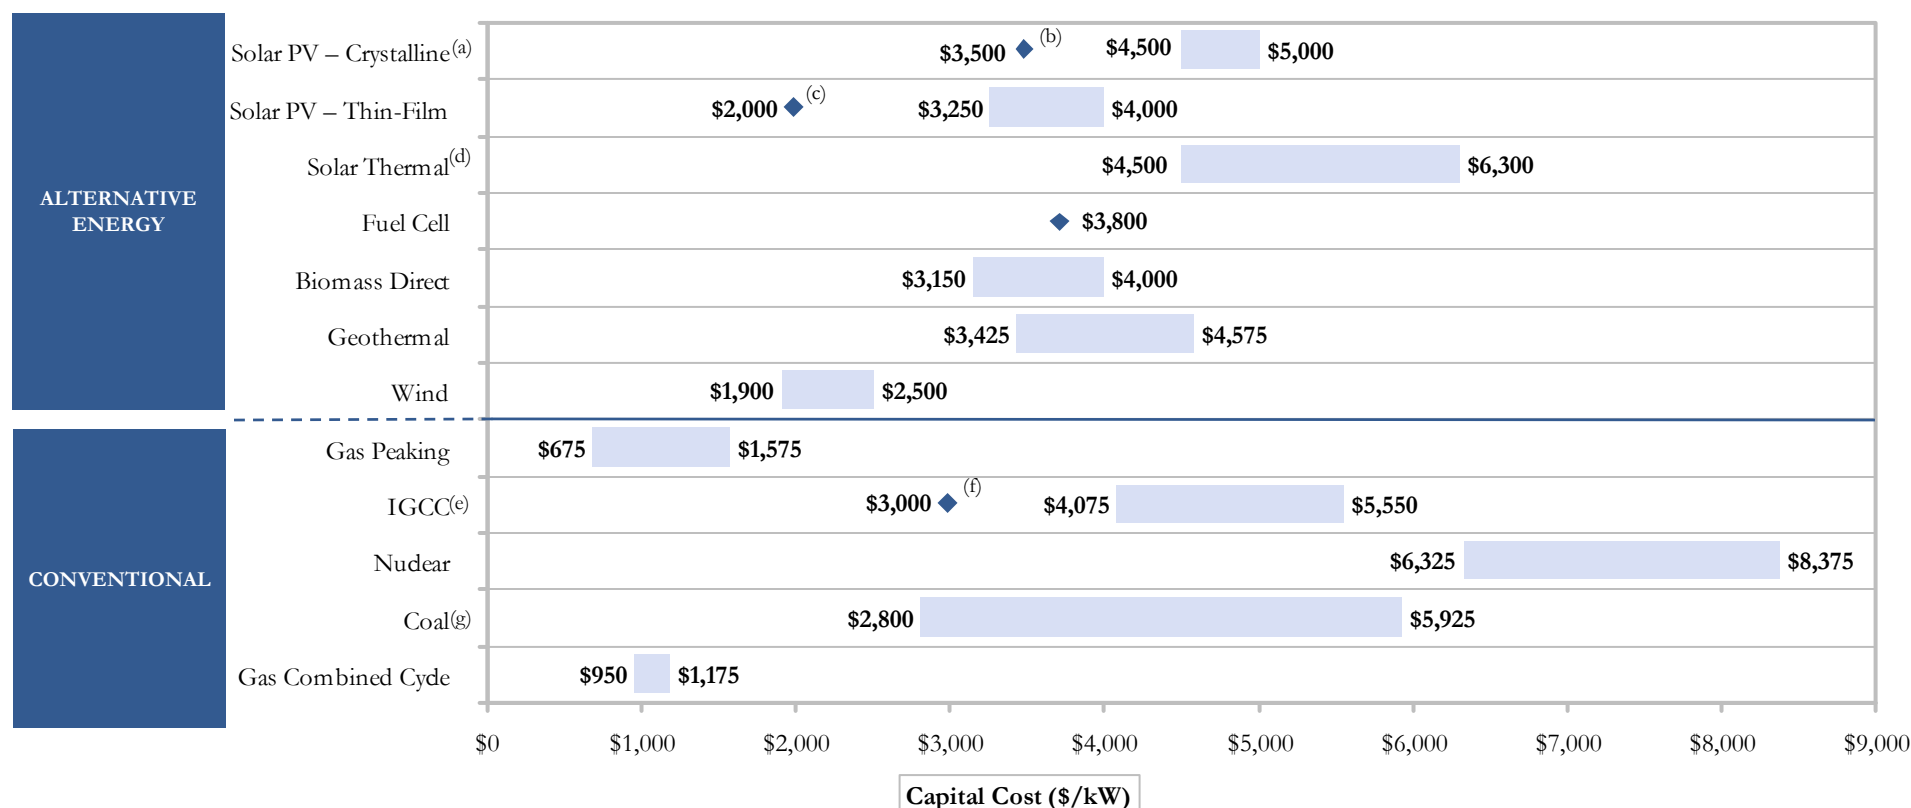 Solar PV – Crystalline(a) $3,500 (b) $4,500 $5,000
Solar PV – Thin-Film $2,000 (c) $3,250 $4,000
Solar Thermal(d) $4,500 $6,300
ALTERNATIVE
ENERGY
Fuel Cell $3,800
Biomass Direct $3,150 $4,000
Geothermal $3,425 $4,575
Wind $1,900 $2,500
Gas Peaking $675 $1,575
IGCC(e) $3,000 (f) $4,075 $5,550
CONVENTIONAL
Nudear $6,325 $8,375
Coal(g) $2,800 $5,925
Gas Combined Cyde $950 $1,175
$0 $1,000 $2,000 $3,000 $4,000 $5,000 $6,000 $7,000 $8,000 $9,000
Capital Cost ($/kW)